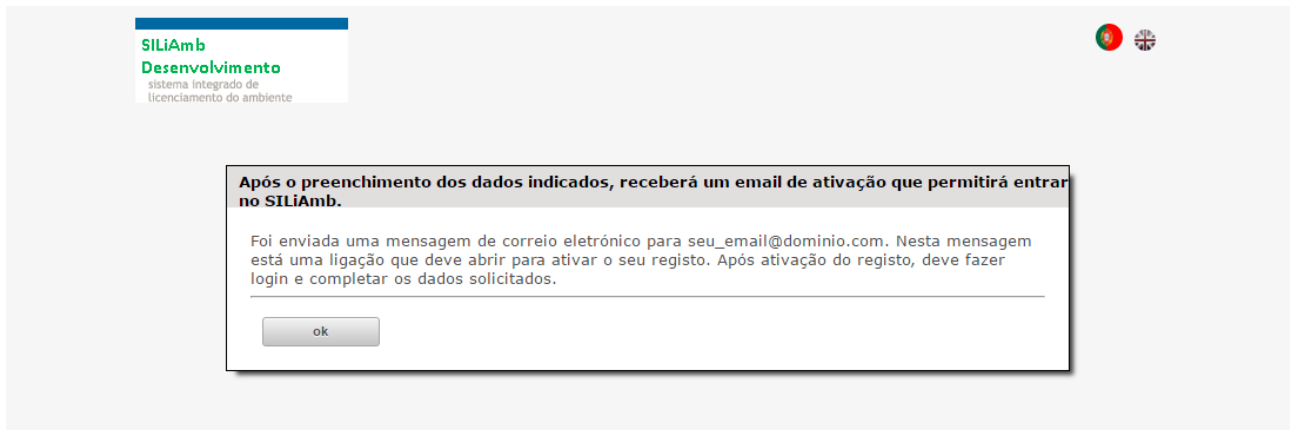 SILiAmb
Desenvolvimento
sistema integrado de
licenciamento do ambiente
Após o preenchimento dos dados indicados, receberá um email de ativação que permitirá entrar
no SILiAmb.
Foi enviada uma mensagem de correio eletrónico para seu_email@dominio.com. Nesta mensagem
está uma ligação que deve abrir para ativar o seu registo. Após ativação do registo, deve fazer
login e completar os dados solicitados.
ok